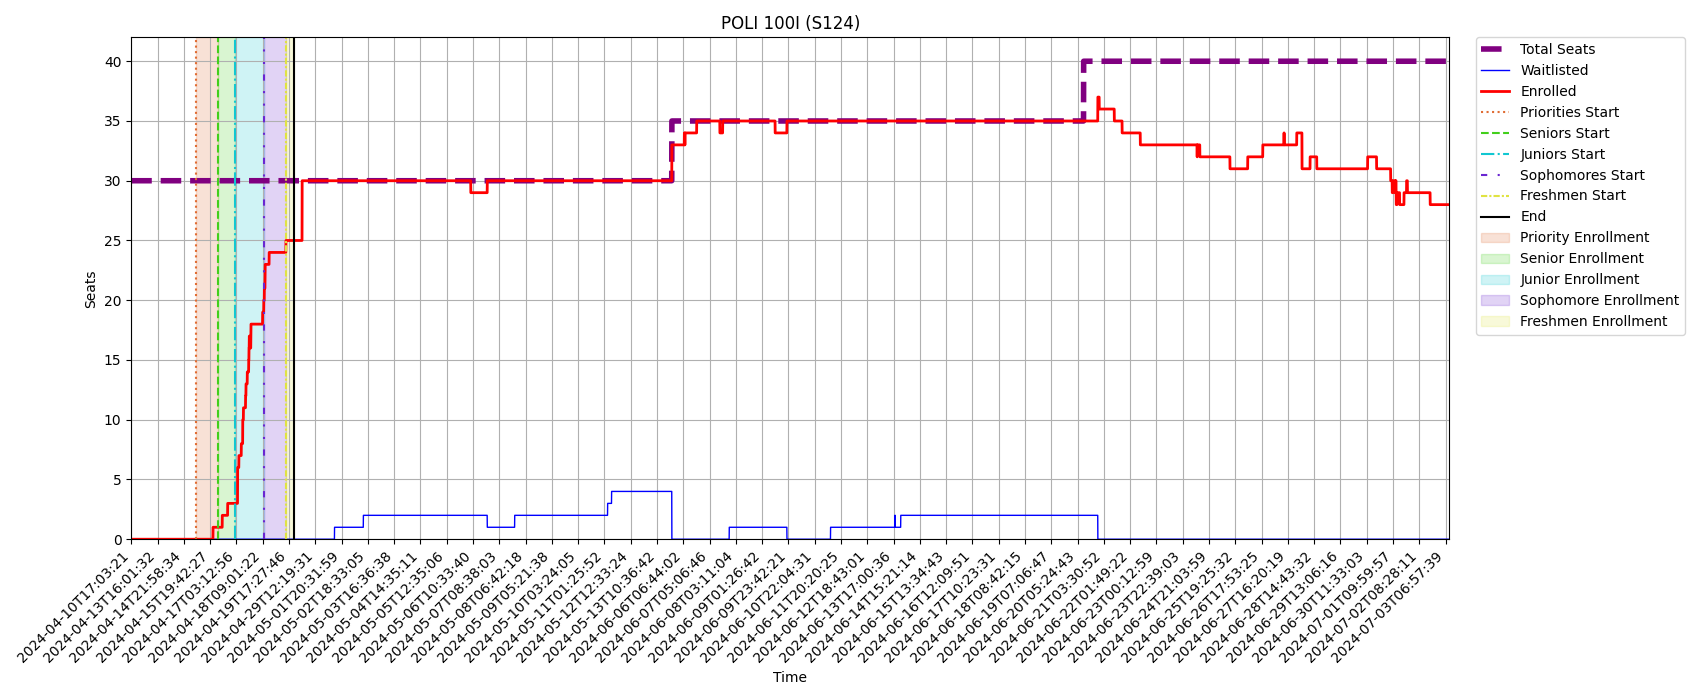 POLI 100I (S124)
40
35
30
25
20
15
10
5
0
Seats
2024-04-10T17:03:21
2024-04-13T16:01:32
2024-04-14T21:58:34
2024-04-15T19:42:27
2024-04-17T03:12:56
2024-04-18T09:01:22
2024-04-19T17:27:46
2024-04-29T12:19:31
2024-05-01T20:31:59
2024-05-02T18:33:05
2024-05-03T16:36:38
2024-05-04T14:35:11
2024-05-05T12:35:06
2024-05-06T10:33:40
2024-05-07T08:38:03
2024-05-08T06:42:18
2024-05-09T05:21:38
2024-05-10T03:24:05
2024-05-11T01:25:52
2024-05-12T12:33:24
2024-05-13T10:36:42
2024-06-06T06:44:02
2024-06-07T05:06:46
2024-06-08T03:11:04
2024-06-09T01:26:42
2024-06-09T23:42:21
2024-06-10T22:04:31
2024-06-11T20:20:25
2024-06-12T18:43:01
2024-06-13T17:00:36
2024-06-14T15:21:14
2024-06-15T13:34:43
2024-06-16T12:09:51
2024-06-17T10:23:31
2024-06-18T08:42:15
2024-06-19T07:06:47
2024-06-20T05:24:43
2024-06-21T03:30:52
2024-06-22T01:49:22
2024-06-23T00:12:59
2024-06-23T22:39:03
2024-06-24T21:03:59
2024-06-25T19:25:32
2024-06-26T17:53:25
2024-06-27T16:20:19
2024-06-28T14:43:32
2024-06-29T13:06:16
2024-06-30T11:33:03
2024-07-01T09:59:57
2024-07-02T08:28:11
2024-07-03T06:57:39
Time
Total Seats
Waitlisted
Enrolled
Priorities Start
Seniors Start
Juniors Start
Sophomores Start
Freshmen Start
End
Priority Enrollment
Senior Enrollment
Junior Enrollment
Sophomore Enrollment
Freshmen Enrollment